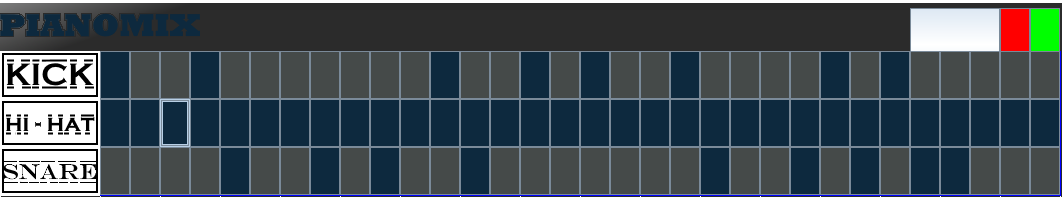 PIANOMIX
KICK
HI - HAT
SNARE